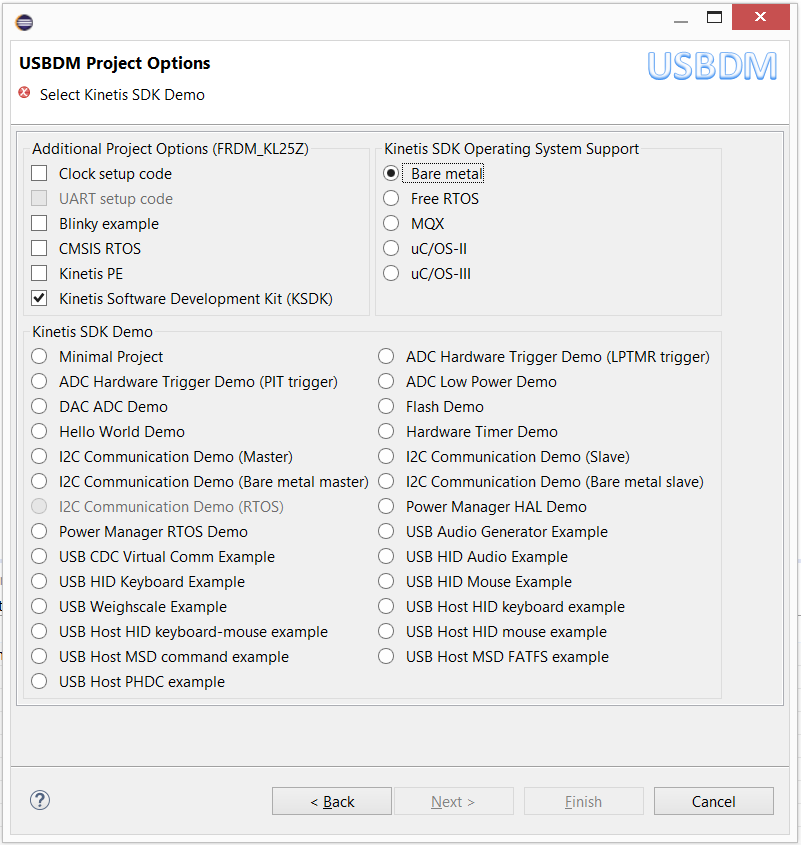 USBDM Project Options
USBDM
Select Kinetis SDK Demo
Additional Project Options (FRDM_KL25Z)
Clock setup code
UART setup code
Blinky example
CMSIS RTOS
Kinetis PE
Kinetis Software Development Kit (KSDK)
Kinetis SDK Operating System Support
Bare metal
Free RTOS
MQX
uC/OS-II
uC/OS-III
Kinetis SDK Demo
Minimal Project
ADC Hardware Trigger Demo (LPTMR trigger)
ADC Hardware Trigger Demo (PIT trigger)
ADC Low Power Demo
DAC ADC Demo
Flash Demo
Hello World Demo
Hardware Timer Demo
I2C Communication Demo (Master)
I2C Communication Demo (Slave)
I2C Communication Demo (Bare metal master)
I2C Communication Demo (Bare metal slave)
I2C Communication Demo (RTOS)
Power Manager HAL Demo
Power Manager RTOS Demo
USB Audio Generator Example
USB CDC Virtual Comm Example
USB HID Audio Example
USB HID Keyboard Example
USB HID Mouse Example
USB Weighscale Example
USB Host HID keyboard example
USB Host HID keyboard-mouse example
USB Host HID mouse example
USB Host MSD command example
USB Host MSD FATFS example
USB Host PHDC example
?
< Back
Next >
Finish
Cancel